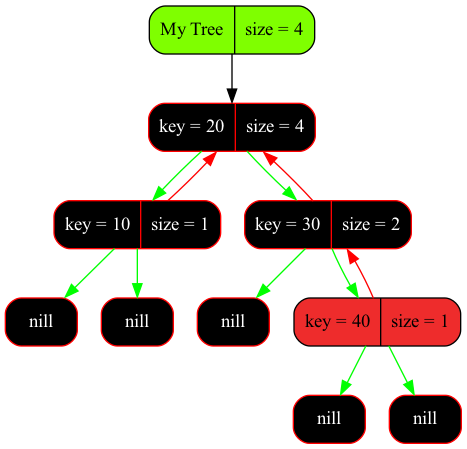 My Tree size = 4
key = 20 size = 4
key = 10 size = 1
key = 30 size = 2
nill
nill
nill
key = 40 size = 1
nill
nill